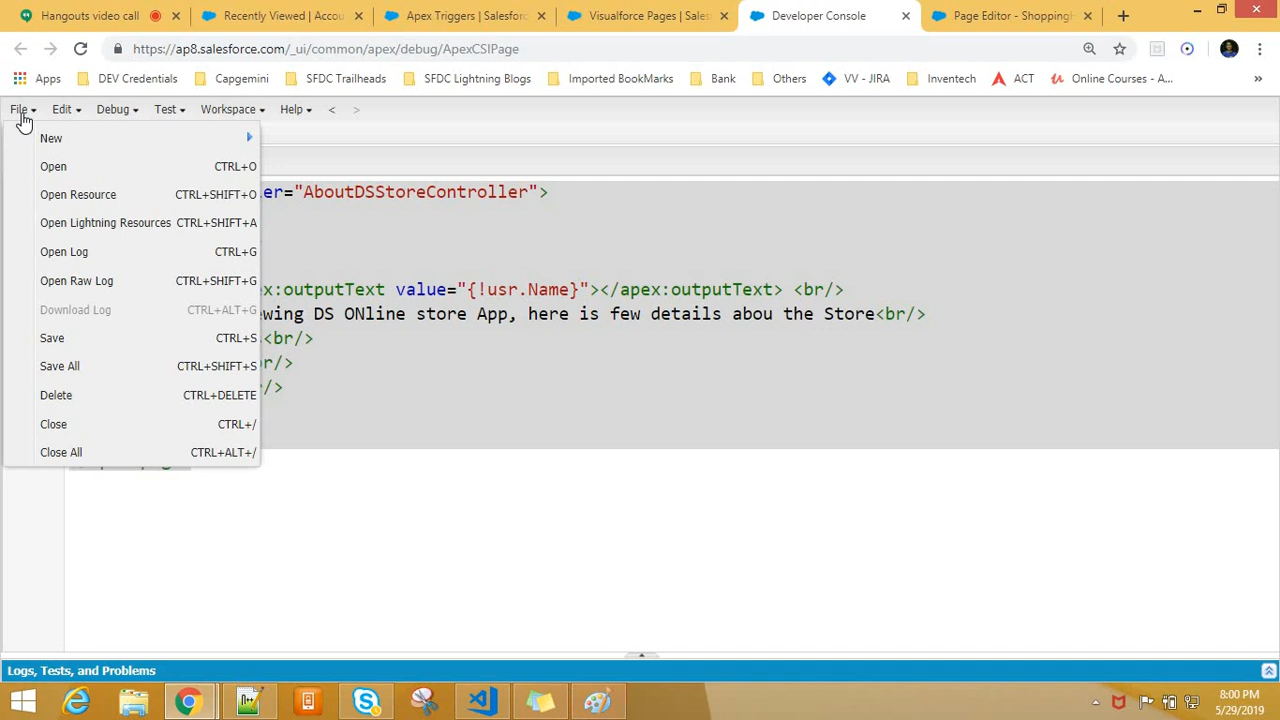 Hangouts video call
Recently Viewed | Accou
Apex Triggers | Salesforc
Visualforce Pages | Sales
Developer Console
Page Editor - ShoppingH
https://ap8.salesforce.com/_ui/common/apex/debug/ApexCSIPage
Apps
DEV Credentials
Capgemini
SFDC Trailheads
SFDC Lightning Blogs
Imported BookMarks
Bank
Others
VV - JIRA
Inventech
ACT
Online Courses - A...
»
File Edit Debug Test Workspace Help < >
New
Open CTRL+O
Open Resource CTRL+SHIFT+O
Open Lightning Resources CTRL+SHIFT+A
Open Log CTRL+G
Open Raw Log CTRL+SHIFT+G
Download Log CTRL+ALT+G
Save CTRL+S
Save All CTRL+SHIFT+S
Delete CTRL+DELETE
Close CTRL+/
Close All CTRL+ALT+/
er="AboutDSStoreController">
ex:outputText value="{!usr.Name}"></apex:outputText> <br/>
ewing DS ONline store App, here is few details abou the Store<br/>
<br/>
br/>
/>
Logs, Tests, and Problems
8:00 PM
5/29/2019